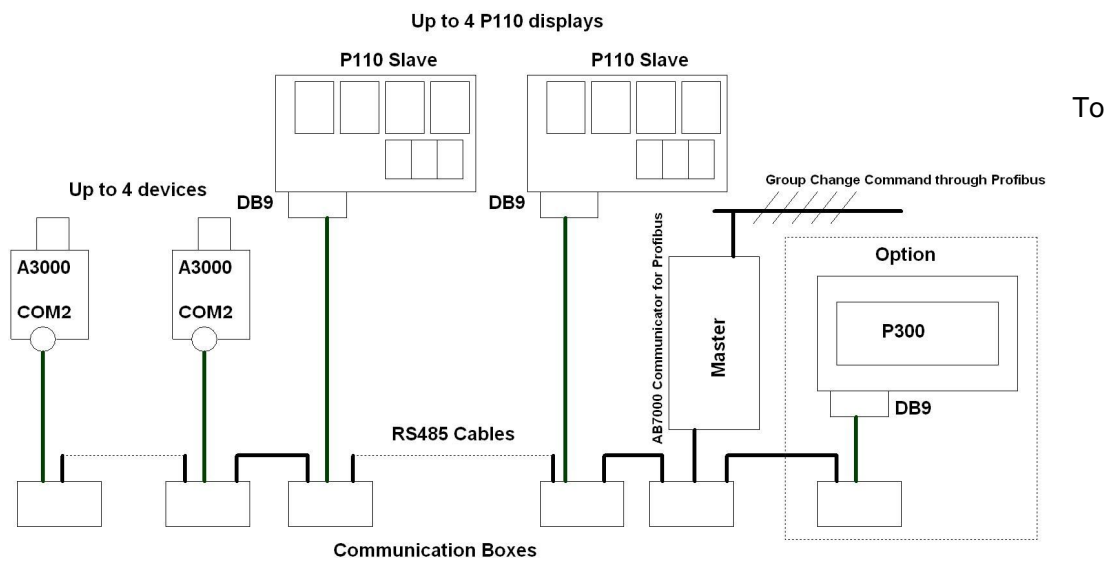 Up to 4 P110 displays
P110 Slave
P110 Slave
To
Group Change Command through Profibus
Up to 4 devices
DB9
DB9
A3000
COM2
A3000
COM2
AB7000 Communicator for Profibus
Master
Option
P300
DB9
RS485 Cables
Communication Boxes